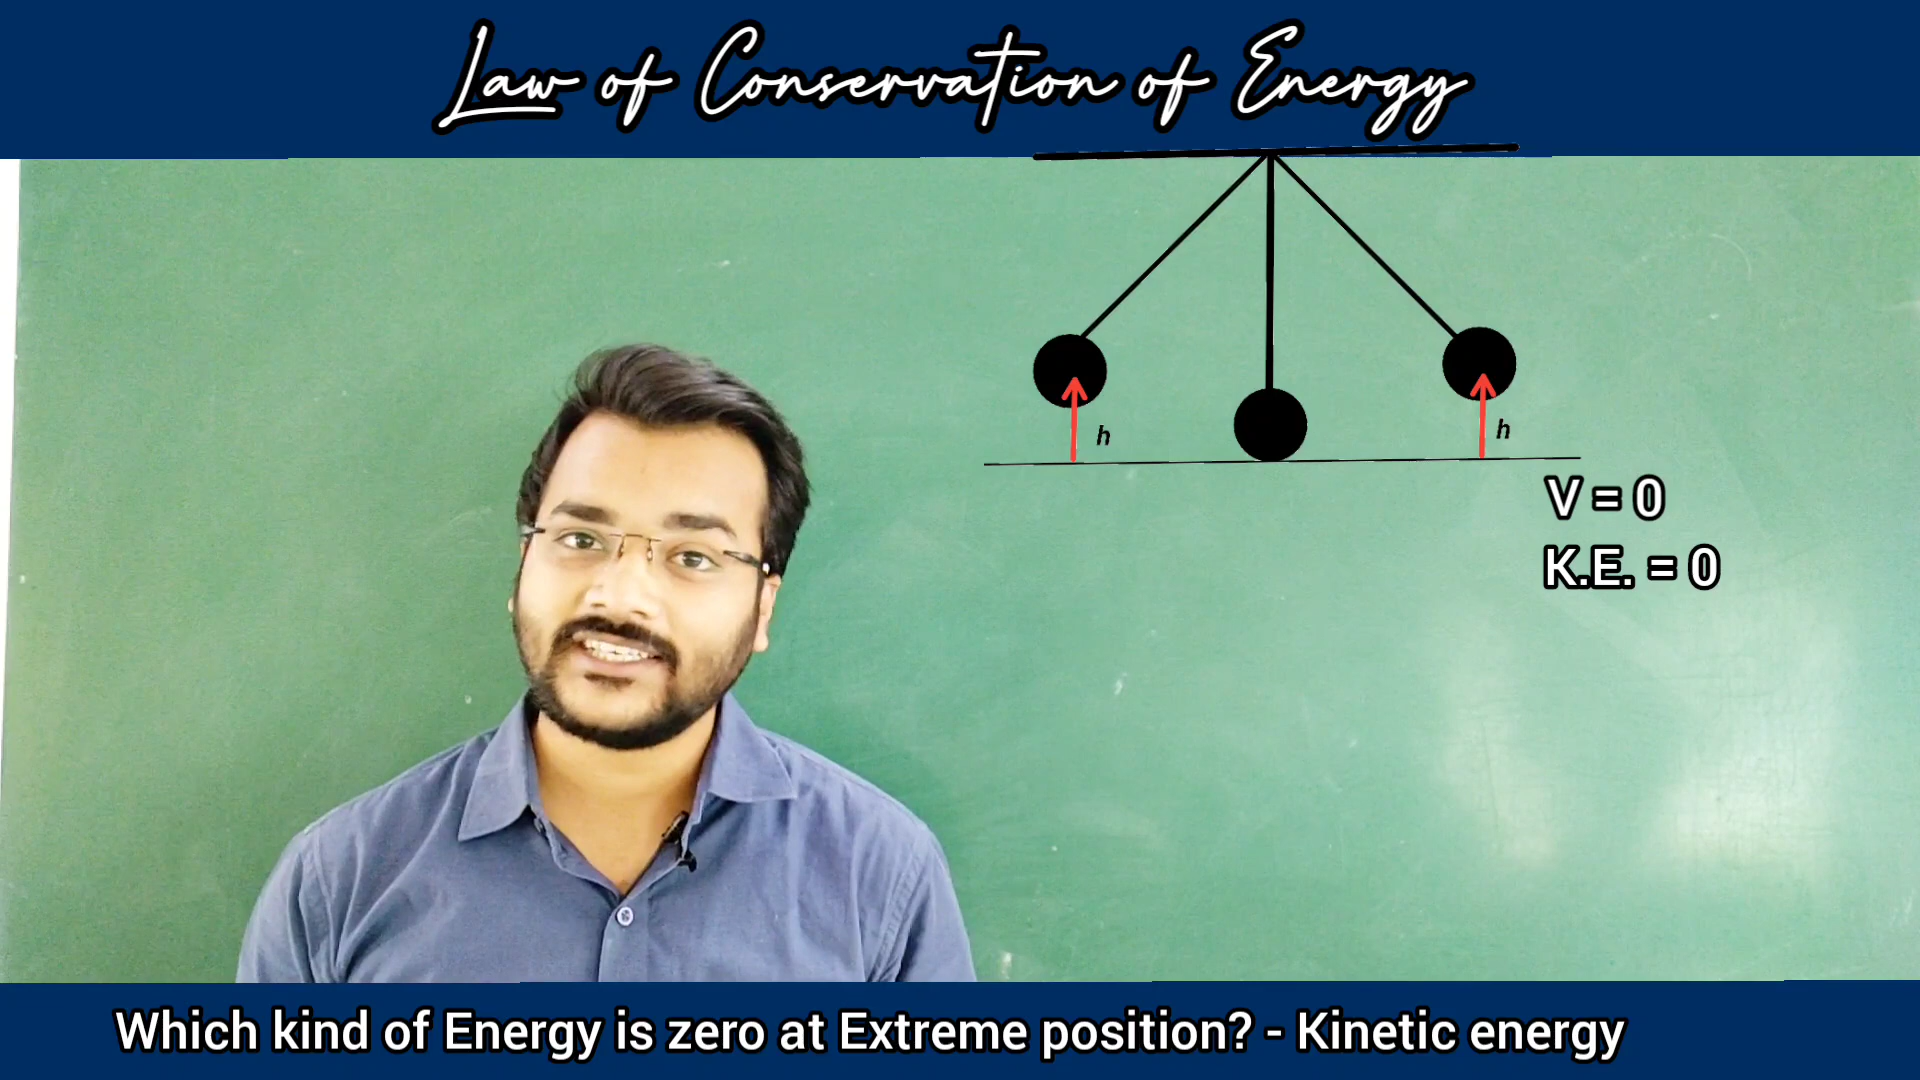 Law of Conservation of Energy
h
h
V = 0
K.E. = 0
Which kind of Energy is zero at Extreme position? - Kinetic energy